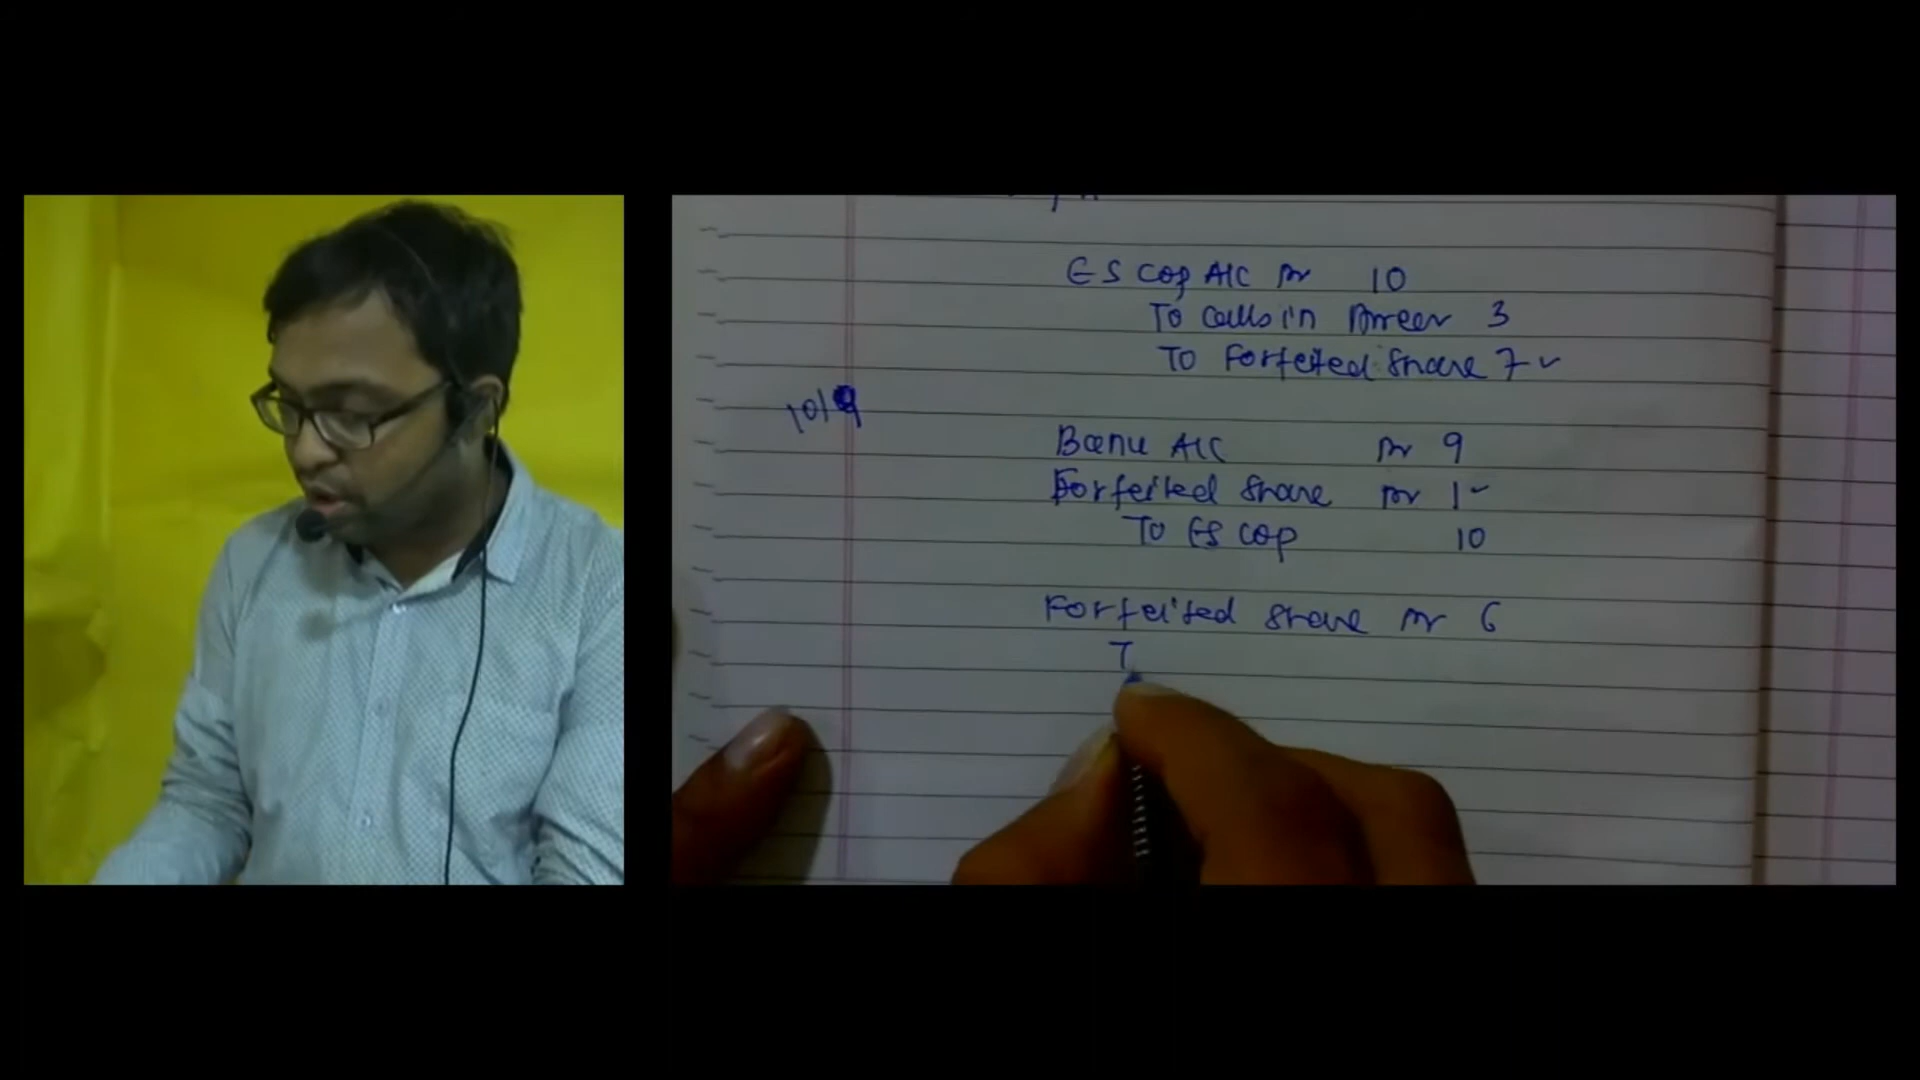 ES Cap A/C Dr 10
To calls in Arrear 3
To Forfeited Share 7 ✓
10/9
Bank A/C Dr 9
Forfeited Share Dr 1 ✓
To ES Cap 10
Forfeited Share Dr 6
T